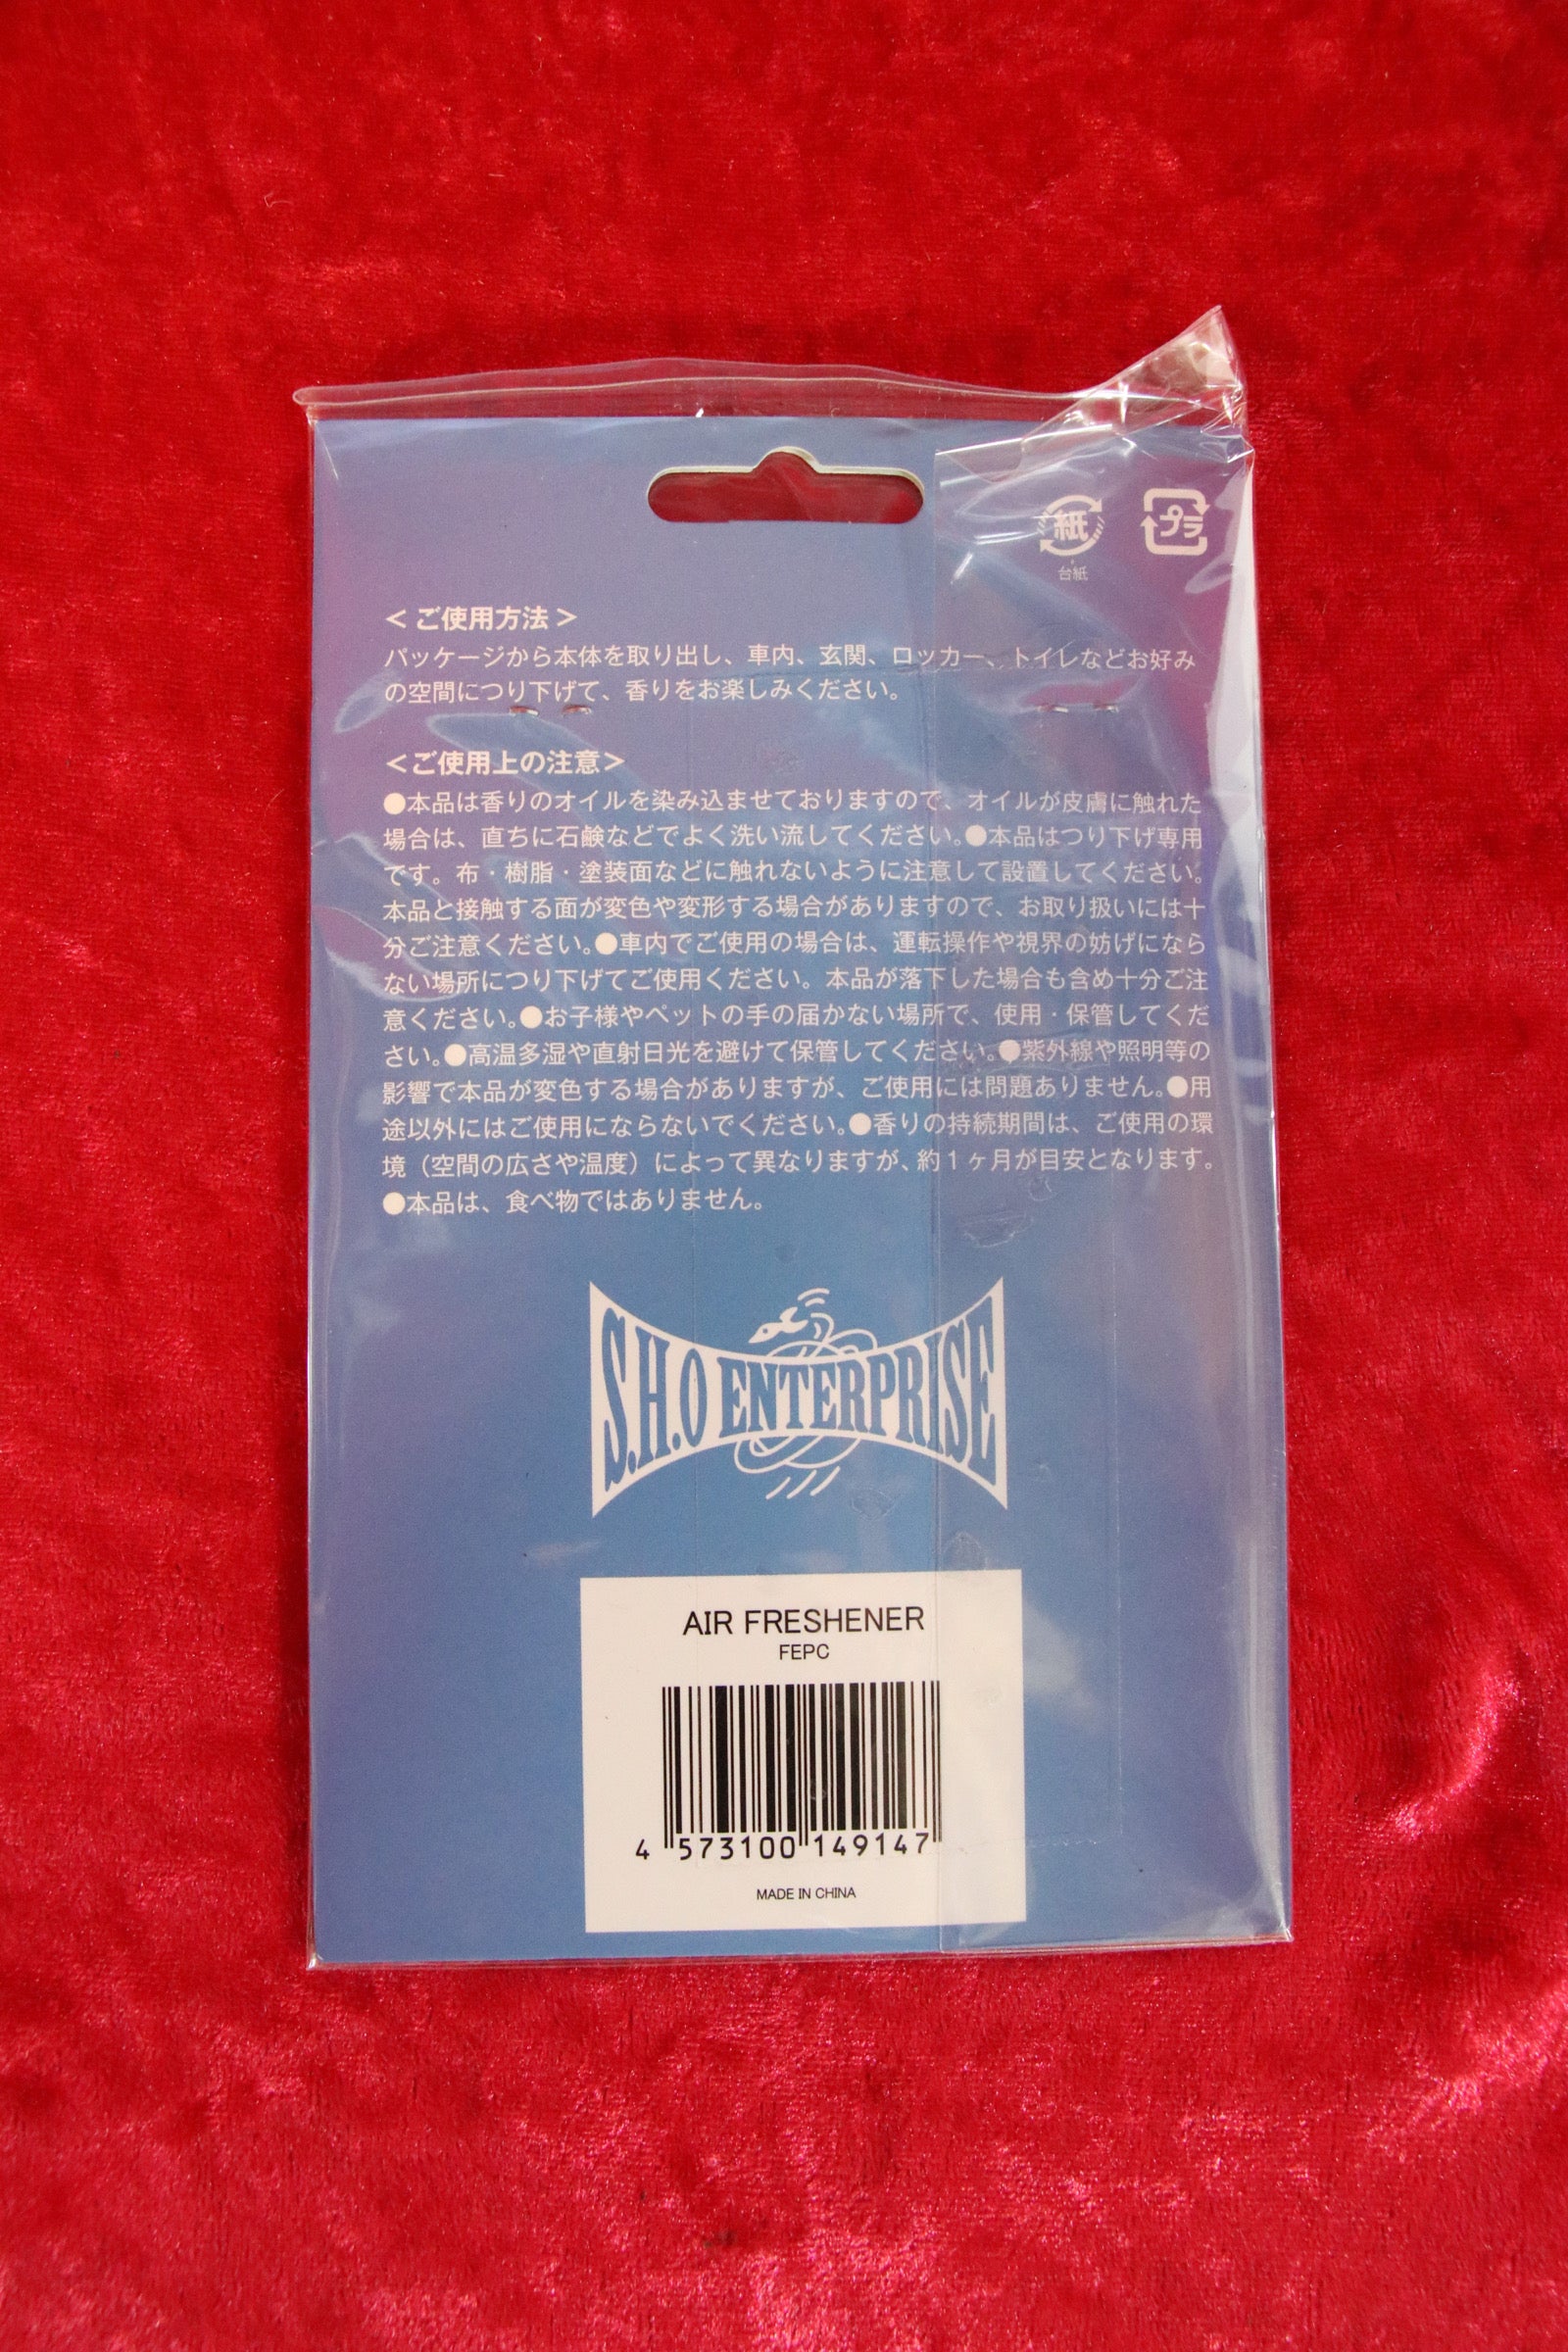 紙
プラ
台紙
＜ご使用方法＞
パッケージから本体を取り出し、車内、玄関、ロッカー、トイレなどお好み
の空間につり下げて、香りをお楽しみください。
＜ご使用上の注意＞
●本品は香りのオイルを染み込ませておりますので、オイルが皮膚に触れた
場合は、直ちに石鹸などでよく洗い流してください。●本品はつり下げ専用
です。布・樹脂・塗装面などに触れないように注意して設置してください。
本品と接触する面が変色や変形する場合がありますので、お取り扱いには十
分ご注意ください。●車内でご使用の場合は、運転操作や視界の妨げになら
ない場所につり下げてご使用ください。本品が落下した場合も含め十分ご注
意ください。●お子様やペットの手の届かない場所で、使用・保管してくだ
さい。●高温多湿や直射日光を避けて保管してください。●紫外線や照明等の
影響で本品が変色する場合がありますが、ご使用には問題ありません。●用
途以外にはご使用にならないでください。●香りの持続期間は、ご使用の環
境（空間の広さや温度）によって異なりますが、約1ヶ月が目安となります。
●本品は、食べ物ではありません。
S.H.O ENTERPRISE
AIR FRESHENER
FEPC
4 573100 149147
MADE IN CHINA